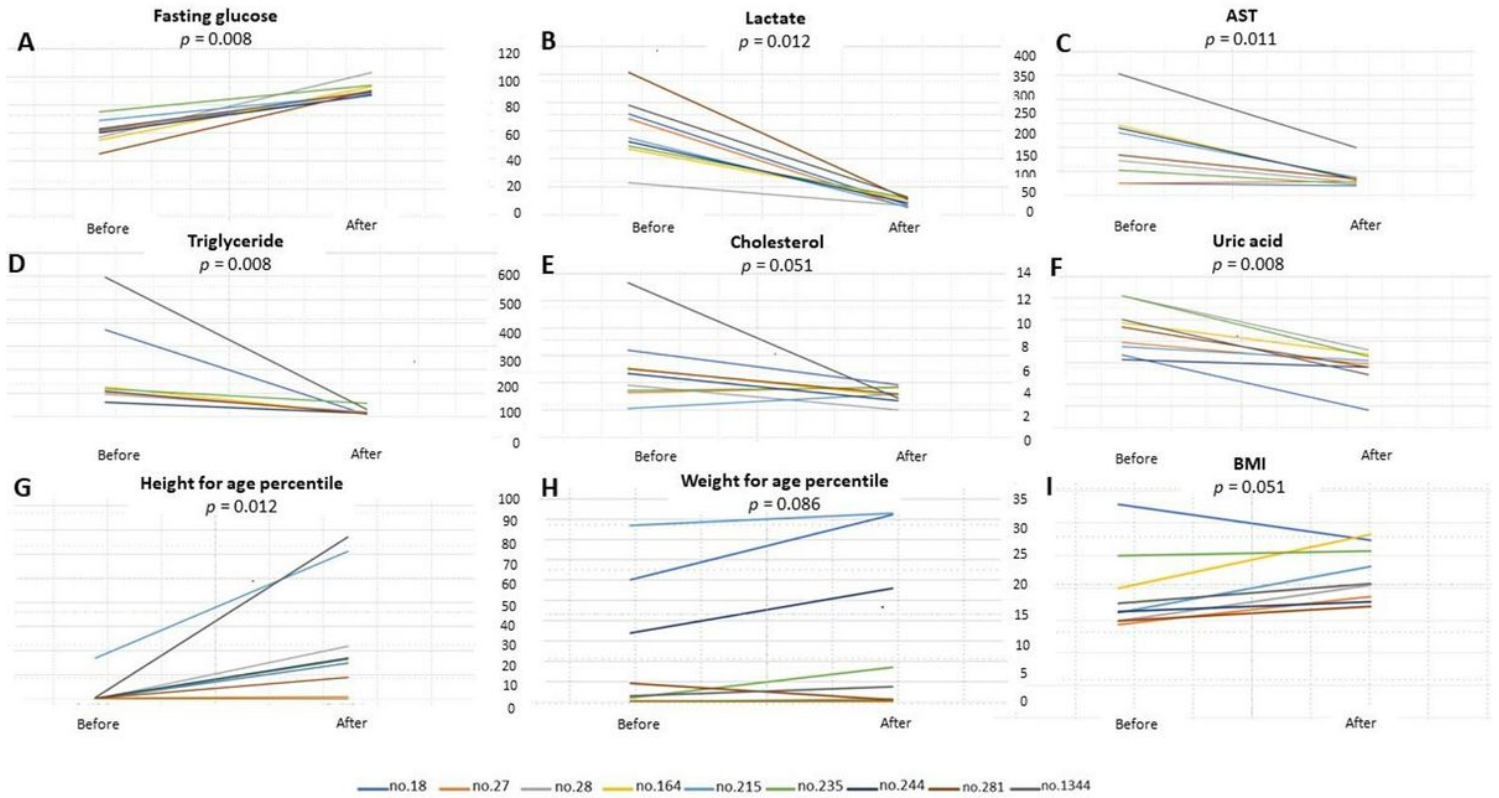 A
Fasting glucose
p = 0.008
Before
After
B
Lactate
p = 0.012
120
100
80
60
40
20
0
Before
After
C
AST
p = 0.011
400
350
300
250
200
150
100
50
0
Before
After
D
Triglyceride
p = 0.008
Before
After
E
Cholesterol
p = 0.051
600
500
400
300
200
100
0
Before
After
F
Uric acid
p = 0.008
14
12
10
8
6
4
2
0
Before
After
G
Height for age percentile
p = 0.012
Before
After
H
Weight for age percentile
p = 0.086
100
90
80
70
60
50
40
30
20
10
0
Before
After
I
BMI
p = 0.051
35
30
25
20
15
10
5
0
Before
After
no.18 no.27 no.28 no.164 no.215 no.235 no.244 no.281 no.1344